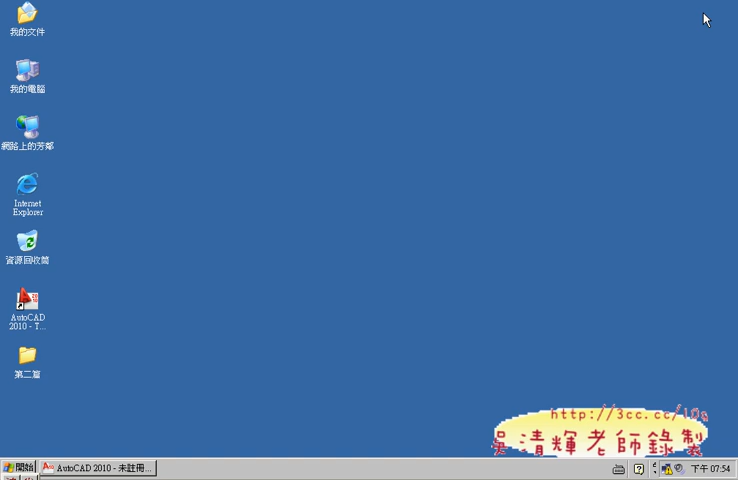 我的文件
我的電腦
網路上的芳鄰
Internet
Explorer
資源回收筒
AutoCAD
2010 - T...
第二篇
http://3cc.cc/10a
吳清輝老師錄製
開始
AutoCAD 2010 - 未註冊...
下午 07:54